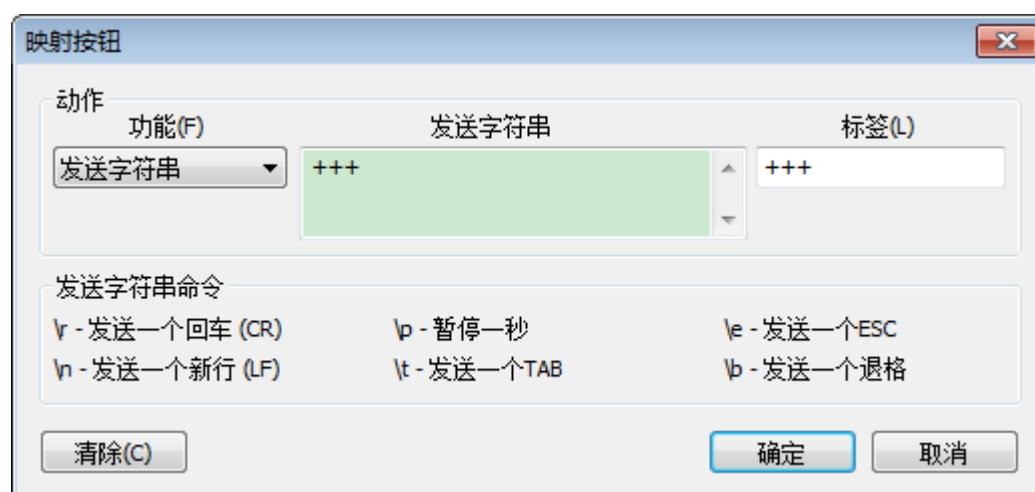 映射按钮
动作
功能(F) 发送字符串 标签(L)
发送字符串 +++ +++
发送字符串命令
\r - 发送一个回车 (CR) \p - 暂停一秒 \e - 发送一个ESC
\n - 发送一个新行 (LF) \t - 发送一个TAB \b - 发送一个退格
清除(C) 确定 取消